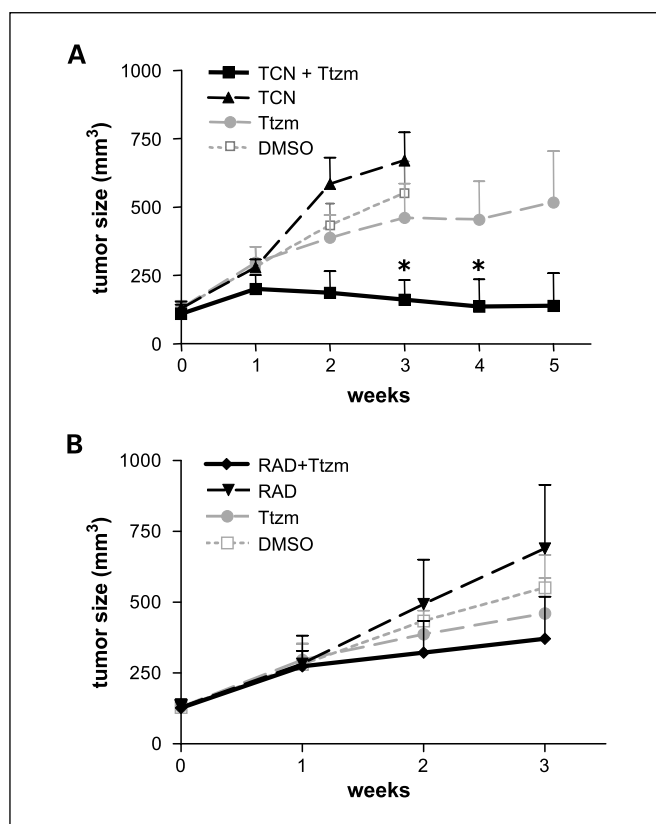 A
1000
750
500
250
0
tumor size (mm³)
TCN + Ttzm
TCN
Ttzm
DMSO
* *
0 1 2 3 4 5
weeks
B
1000
750
500
250
0
tumor size (mm³)
RAD+Ttzm
RAD
Ttzm
DMSO
0 1 2 3
weeks